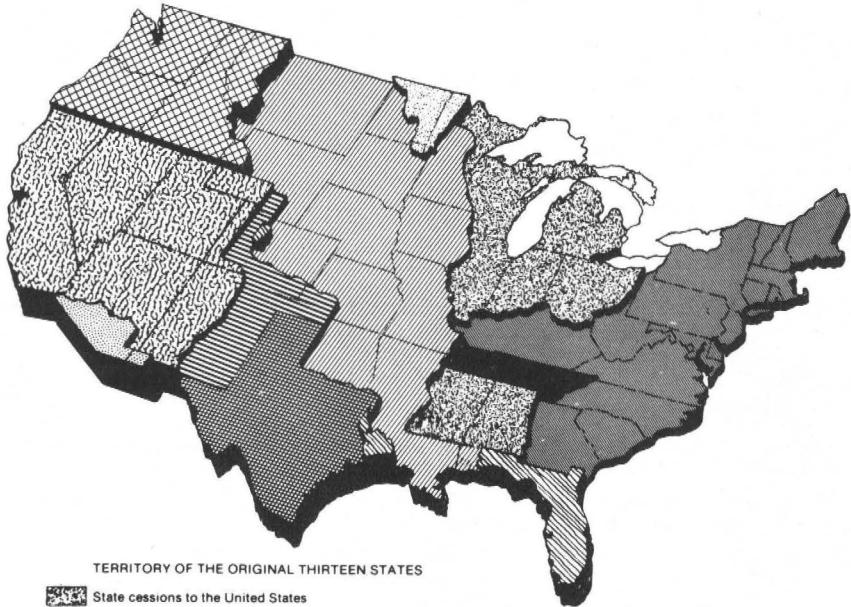 TERRITORY OF THE ORIGINAL THIRTEEN STATES
State cessions to the United States